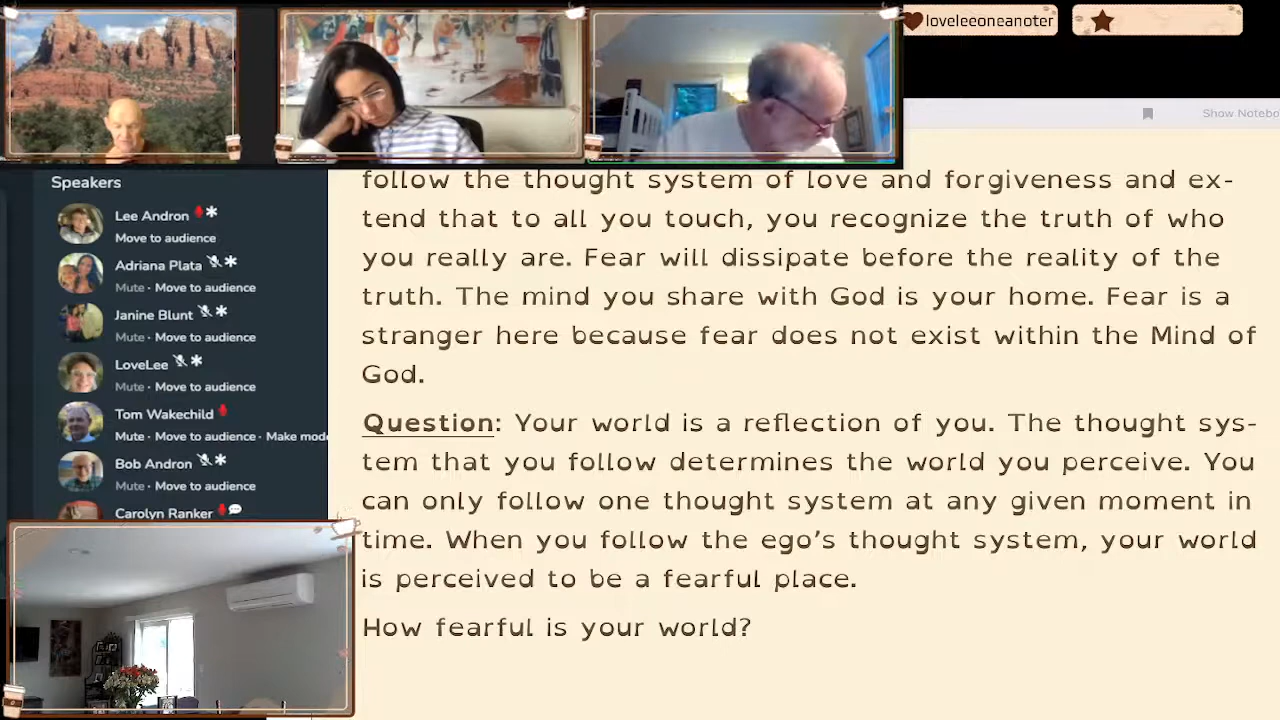 loveleeoneanoter
Show Notebo
Speakers
Lee Andron
Move to audience
Adriana Plata
Mute · Move to audience
Janine Blunt
Mute · Move to audience
LoveLee
Mute · Move to audience
Tom Wakechild
Mute · Move to audience · Make mod
Bob Andron
Mute · Move to audience
Carolyn Ranker
follow the thought system of love and forgiveness and ex-
tend that to all you touch, you recognize the truth of who
you really are. Fear will dissipate before the reality of the
truth. The mind you share with God is your home. Fear is a
stranger here because fear does not exist within the Mind of
God.
Question: Your world is a reflection of you. The thought sys-
tem that you follow determines the world you perceive. You
can only follow one thought system at any given moment in
time. When you follow the ego's thought system, your world
is perceived to be a fearful place.
How fearful is your world?